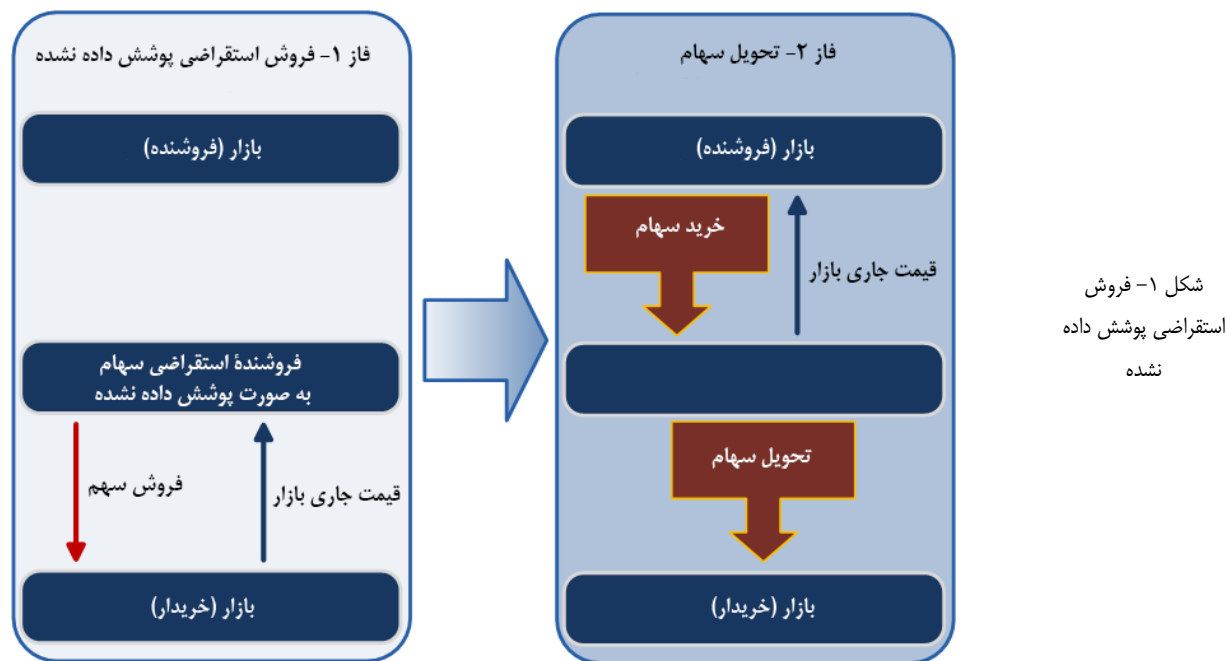 فاز ۱- فروش استقراضی پوشش داده نشده
بازار (فروشنده)
فروشندهٔ استقراضی سهام
به صورت پوشش داده نشده
فروش سهم
قیمت جاری بازار
بازار (خریدار)
فاز ۲- تحویل سهام
بازار (فروشنده)
خرید سهام
قیمت جاری بازار
تحویل سهام
بازار (خریدار)
شکل ۱- فروش
استقراضی پوشش داده
نشده